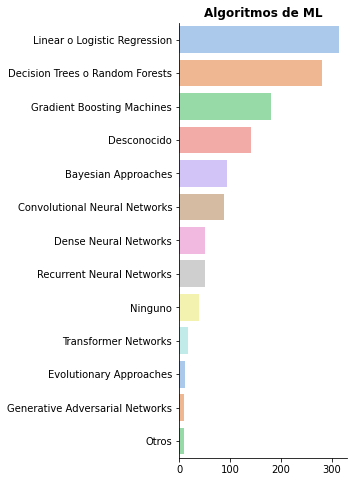 Algoritmos de ML
Linear o Logistic Regression
Decision Trees o Random Forests
Gradient Boosting Machines
Desconocido
Bayesian Approaches
Convolutional Neural Networks
Dense Neural Networks
Recurrent Neural Networks
Ninguno
Transformer Networks
Evolutionary Approaches
Generative Adversarial Networks
Otros
0 100 200 300